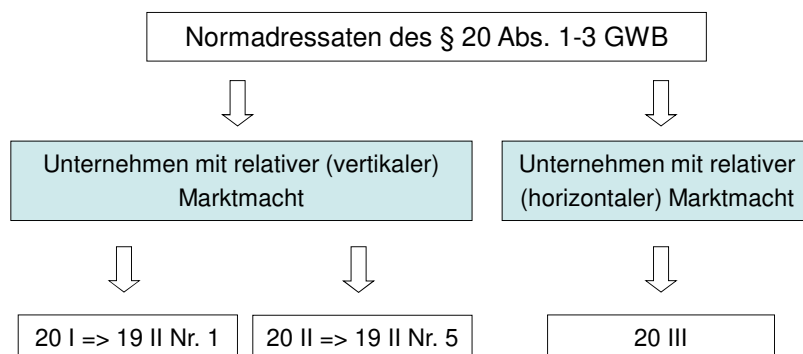 Normadressaten des § 20 Abs. 1-3 GWB
Unternehmen mit relativer (vertikaler)
Marktmacht
Unternehmen mit relativer
(horizontaler) Marktmacht
20 I => 19 II Nr. 1
20 II => 19 II Nr. 5
20 III